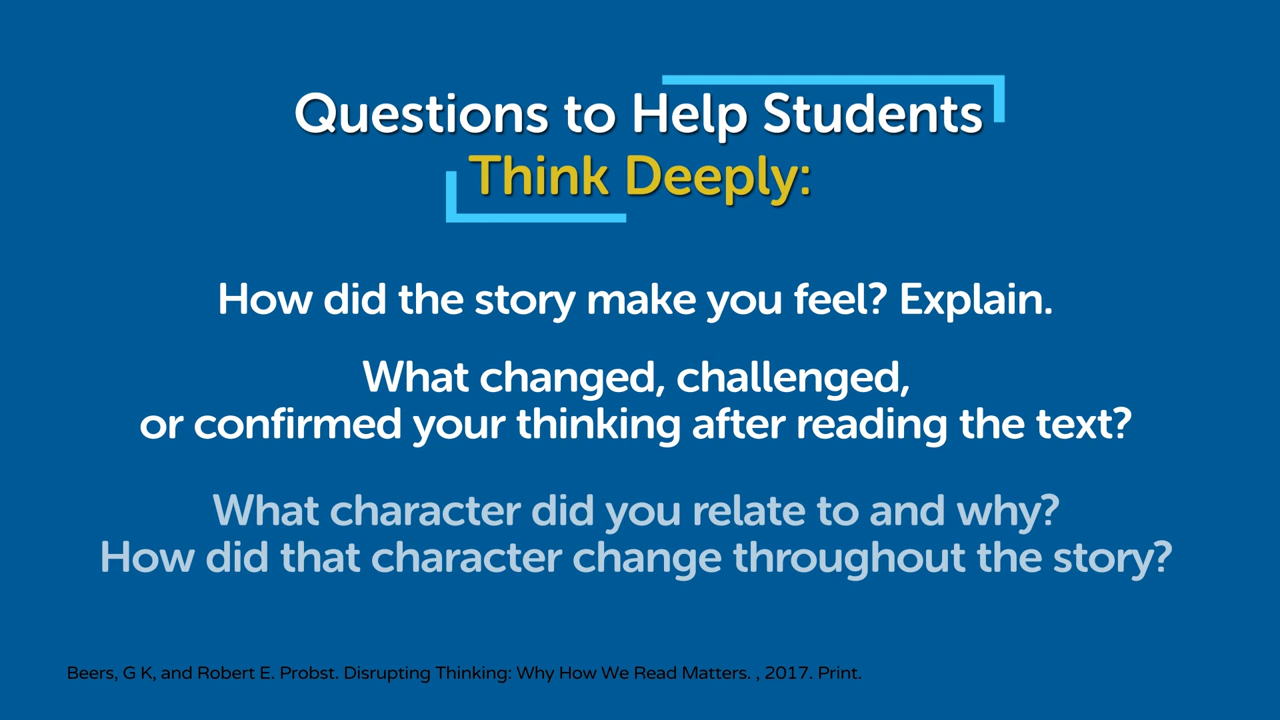 Questions to Help Students
Think Deeply:
How did the story make you feel? Explain.
What changed, challenged,
or confirmed your thinking after reading the text?
What character did you relate to and why?
How did that character change throughout the story?
Beers, G K, and Robert E. Probst. Disrupting Thinking: Why How We Read Matters. , 2017. Print.